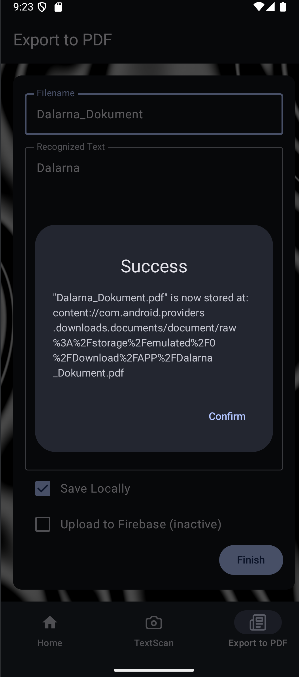 9:23
Export to PDF
Filename
Dalarna_Dokument
Recognized Text
Dalarna
Success
"Dalarna_Dokument.pdf" is now stored at:
content://com.android.providers
.downloads.documents/document/raw
%3A%2Fstorage%2Femulated%2F0
%2FDownload%2FAPP%2FDalarna
_Dokument.pdf
Confirm
Save Locally
Upload to Firebase (inactive)
Finish
Home
TextScan
Export to PDF